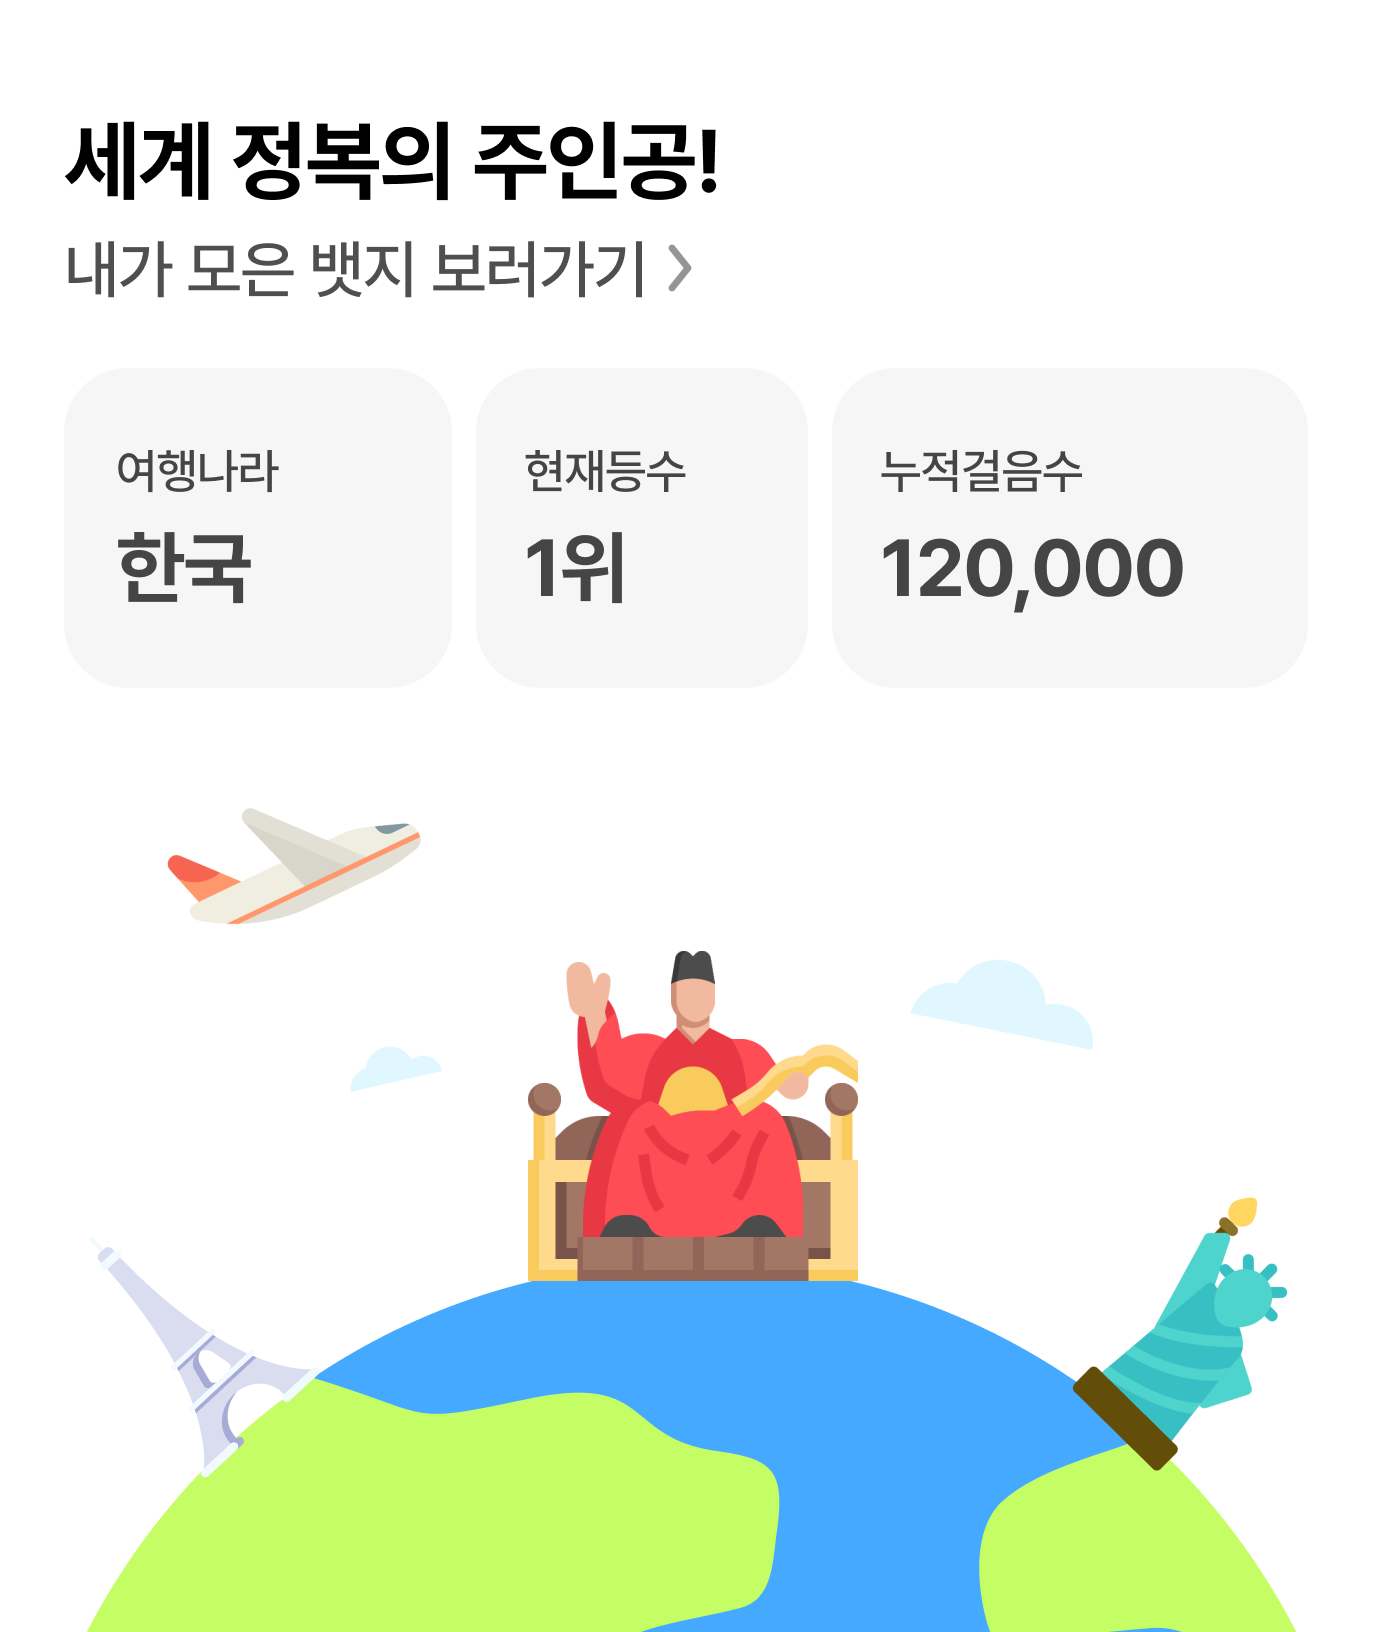 세계 정복의 주인공!
내가 모은 뱃지 보러가기
여행나라
한국
현재등수
1위
누적걸음수
120,000